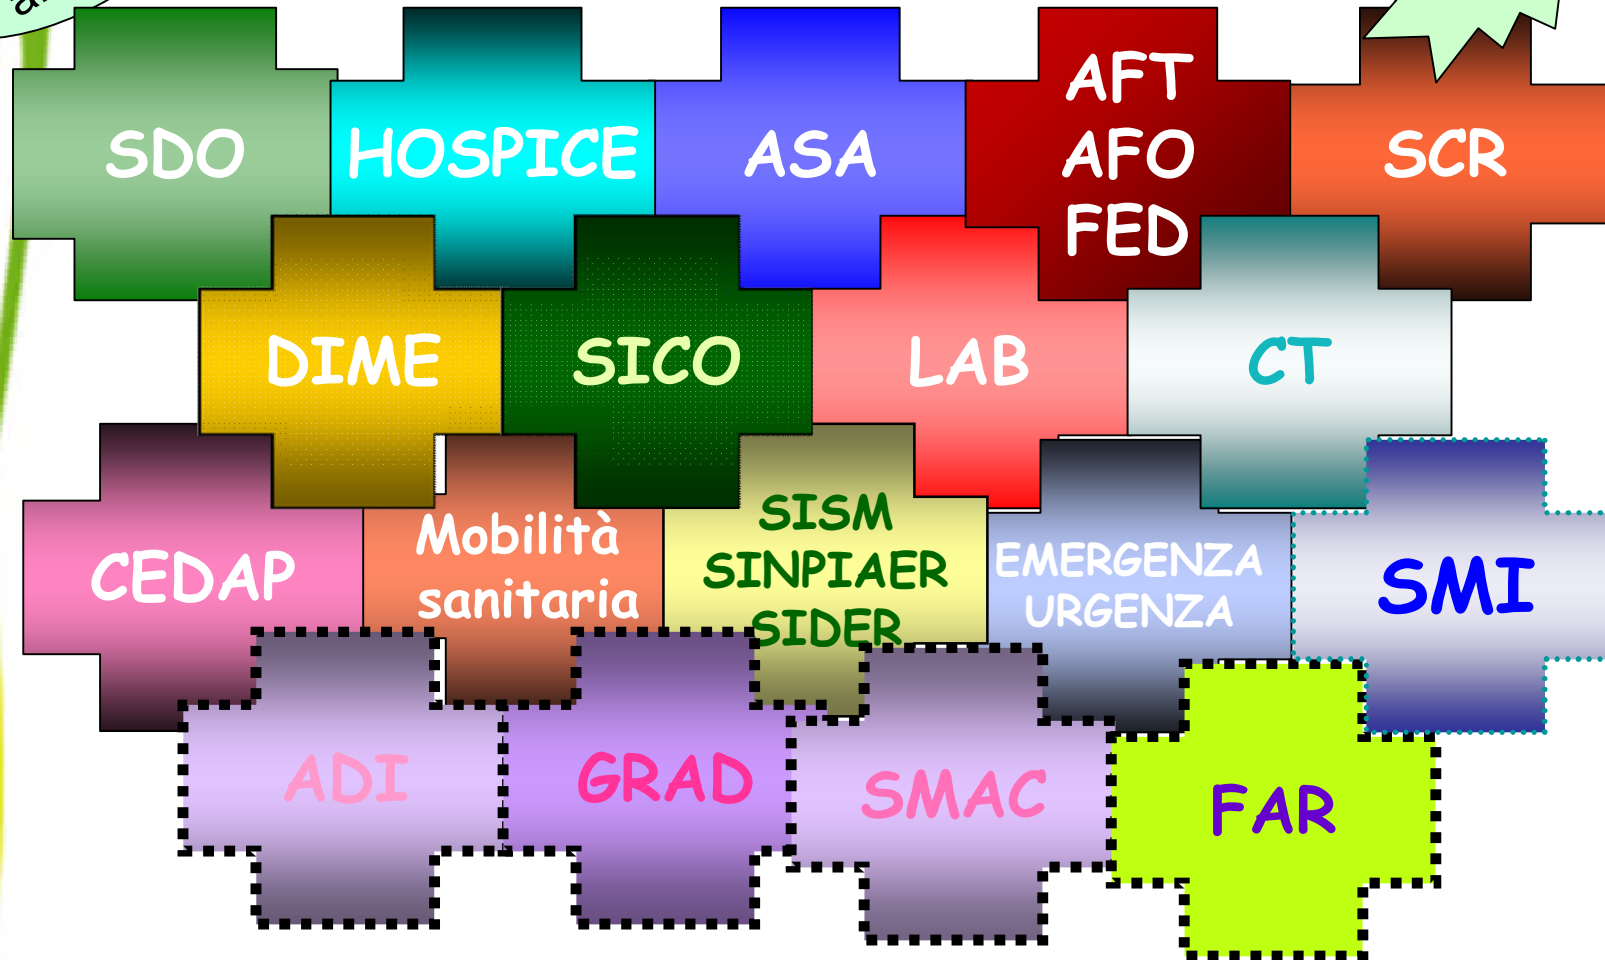 SDO
HOSPICE
ASA
AFT
AFO
FED
SCR
DIME
SICO
LAB
CT
CEDAP
Mobilità
sanitaria
SISM
SINPIAER
SIDER
EMERGENZA
URGENZA
SMI
ADI
GRAD
SMAC
FAR